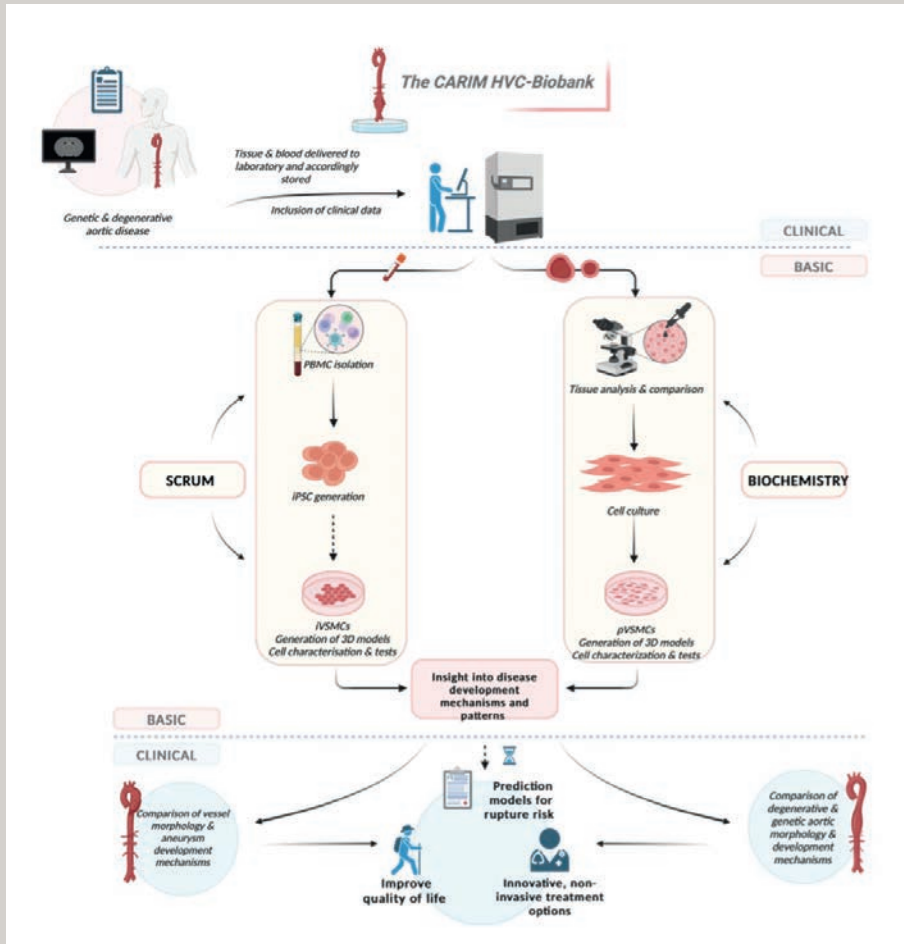 The CARIM HVC-Biobank
Tissue & blood delivered to
laboratory and accordingly
stored
Inclusion of clinical data
Genetic & degenerative
aortic disease
CLINICAL
BASIC
PBMC isolation
iPSC generation
iVSMCs
Generation of 3D models
Cell characterisation & tests
SCRUM
Tissue analysis & comparison
Cell culture
pVSMCs
Generation of 3D models
Cell characterization & tests
BIOCHEMISTRY
Insight into disease
development
mechanisms and
patterns
BASIC
CLINICAL
Comparison of vessel
morphology &
aneurysm
development
mechanisms
Prediction
models for
rupture risk
Improve
quality of life
Innovative, non-
invasive treatment
options
Comparison of
degenerative &
genetic aortic
morphology &
development
mechanisms